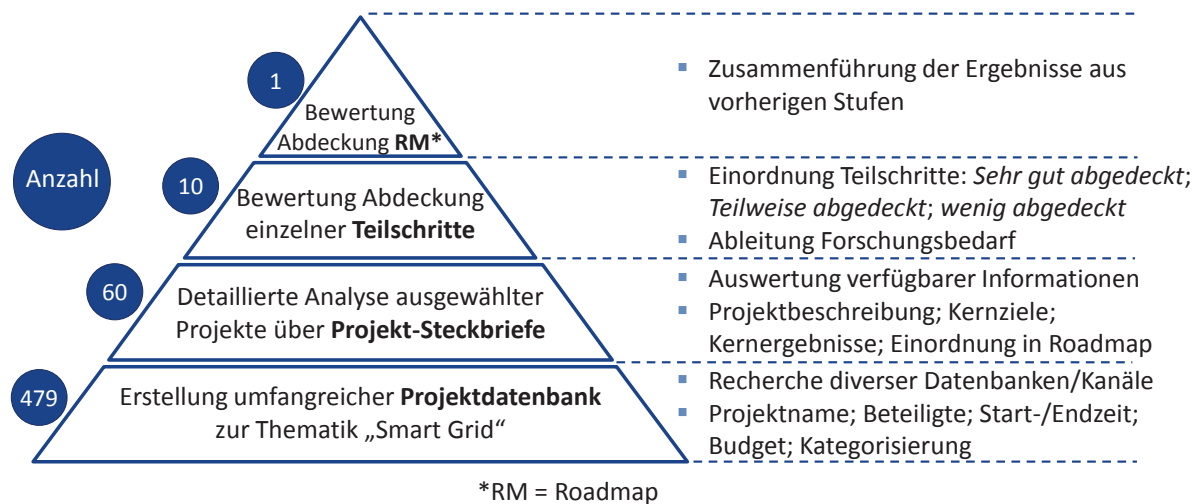 1
Bewertung
Abdeckung RM*
Zusammenführung der Ergebnisse aus
vorherigen Stufen
Anzahl
10
Bewertung Abdeckung
einzelner Teilschritte
Einordnung Teilschritte: Sehr gut abgedeckt;
Teilweise abgedeckt; wenig abgedeckt
Ableitung Forschungsbedarf
60
Detaillierte Analyse ausgewählter
Projekte über Projekt-Steckbriefe
Auswertung verfügbarer Informationen
Projektbeschreibung; Kernziele;
Kernergebnisse; Einordnung in Roadmap
479
Erstellung umfangreicher Projektdatenbank
zur Thematik „Smart Grid“
Recherche diverser Datenbanken/Kanäle
Projektname; Beteiligte; Start-/Endzeit;
Budget; Kategorisierung
*RM = Roadmap